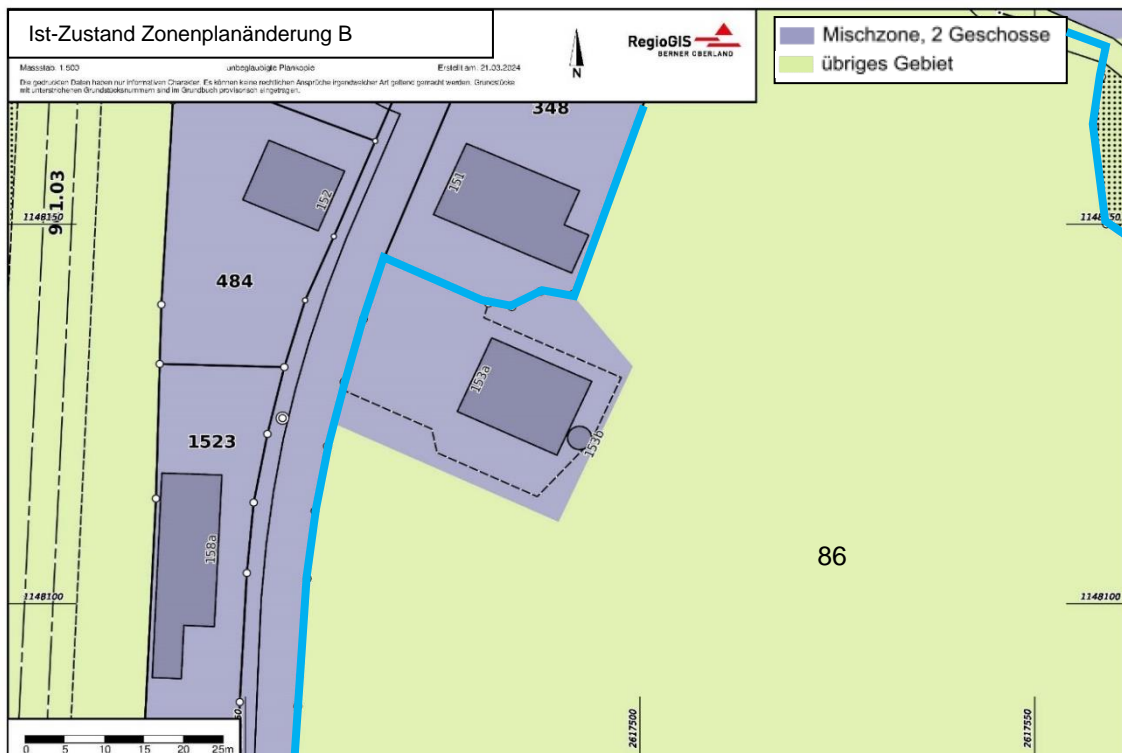 Ist-Zustand Zonenplanänderung B
Massstab: 1:500 unbeglaubigte Plankopie Erstellt am: 21.03.2024
Die gedruckten Daten haben nur informativen Charakter. Es können keine rechtlichen Ansprüche irgendwelcher Art geltend gemacht werden. Grundstücke
mit unterstrichenen Grundstücksnummern sind im Grundbuch provisorisch eingetragen.
N
RegioGIS
BERNER OBERLAND
Mischzone, 2 Geschosse
übriges Gebiet
348
151
152
1.03
1148150
484
153a
153b
1523
158a
86
1148100
1148100
2617500
2617550
0 5 10 15 20 25m